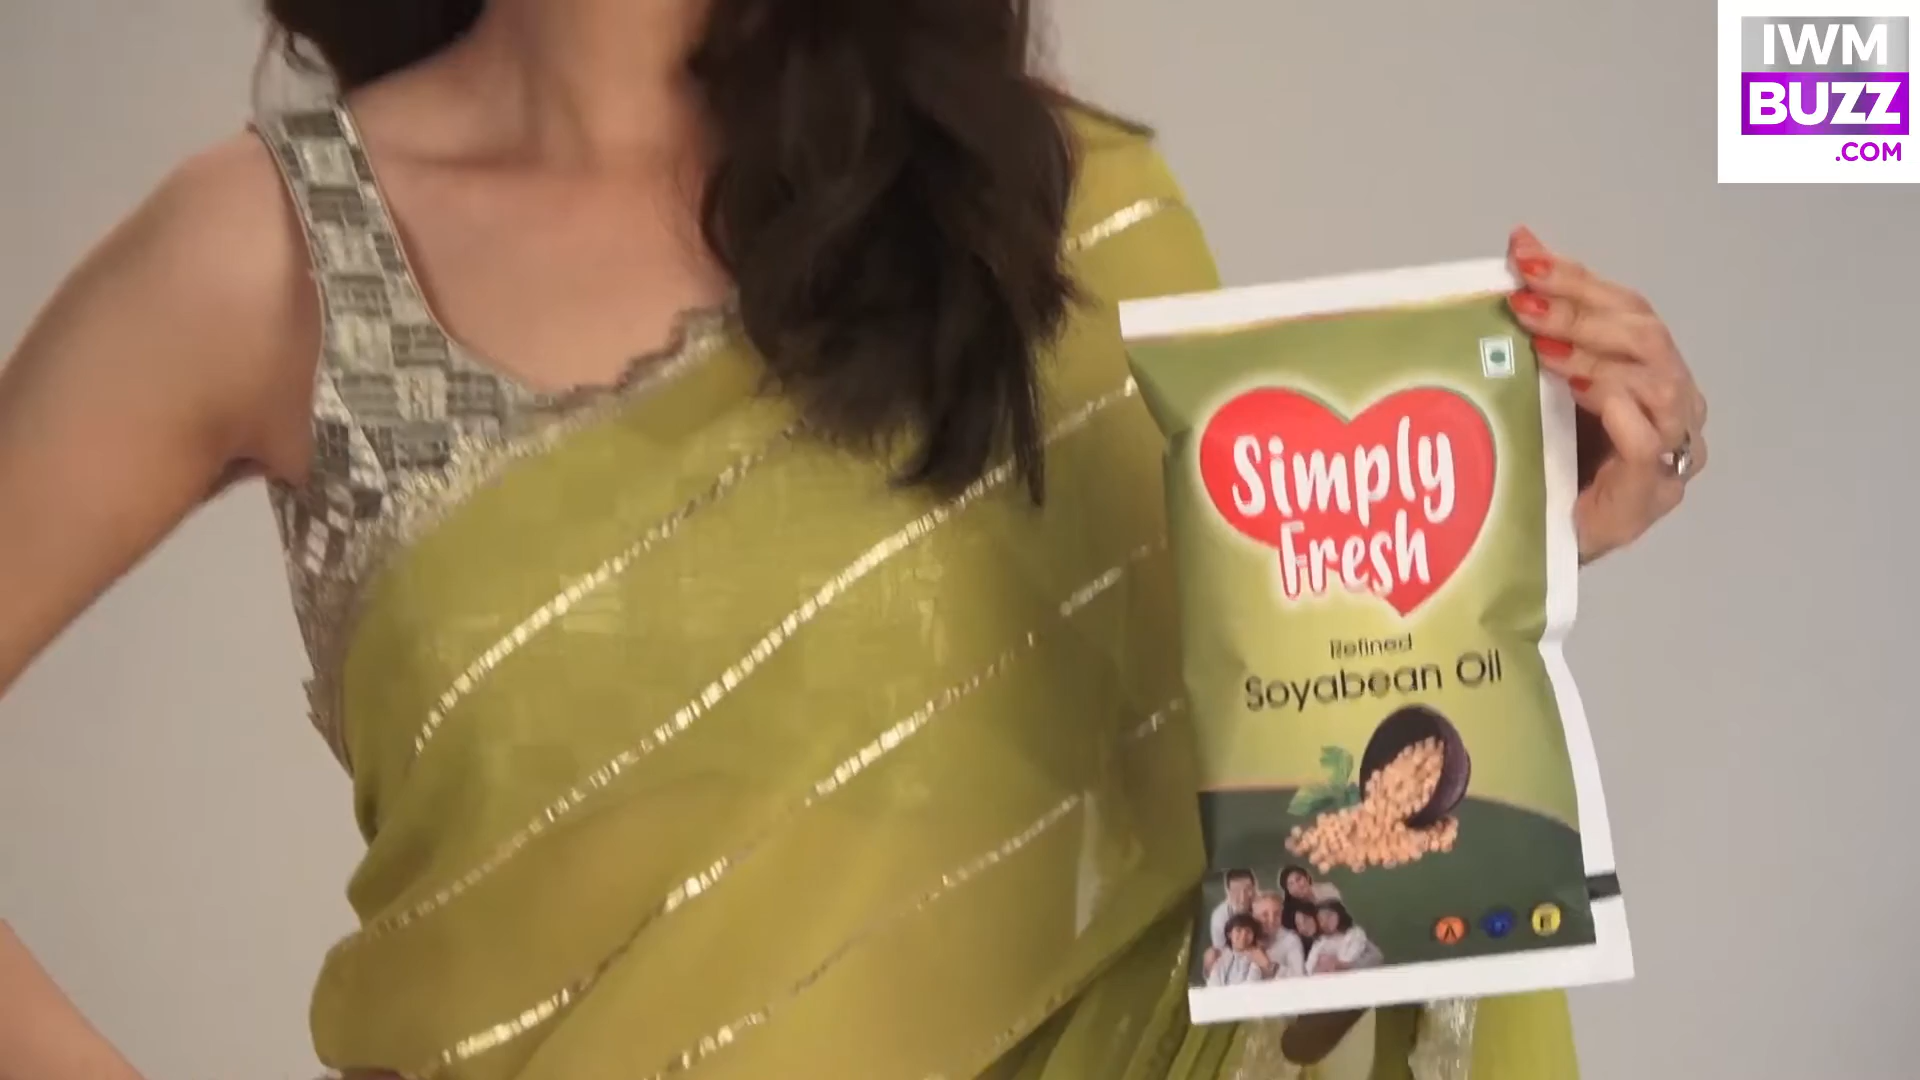 IWM
BUZZ
.COM
Simply
Fresh
Refined
Soyabean Oil
A
E